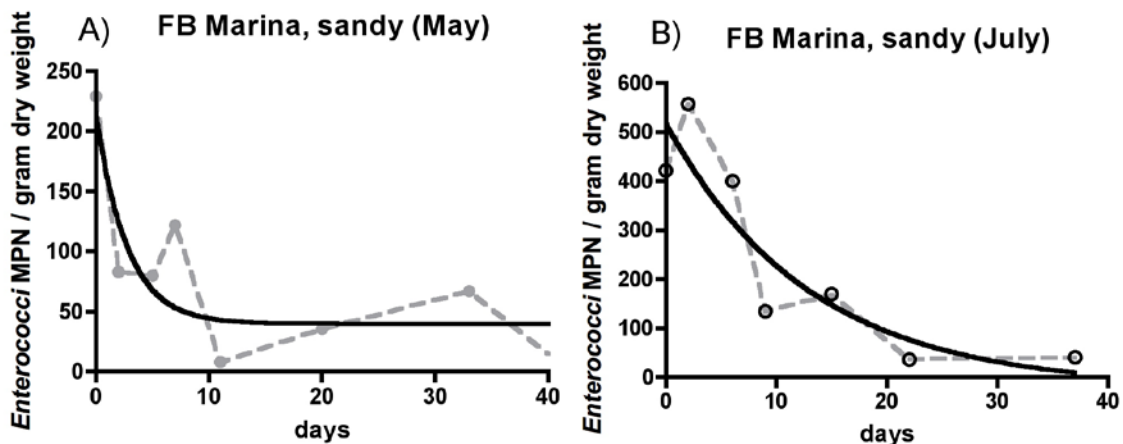 A) FB Marina, sandy (May)
Enterococci MPN / gram dry weight
250
200
150
100
50
0
0 10 20 30 40
days
B) FB Marina, sandy (July)
Enterococci MPN / gram dry weight
600
500
400
300
200
100
0
0 10 20 30 40
days